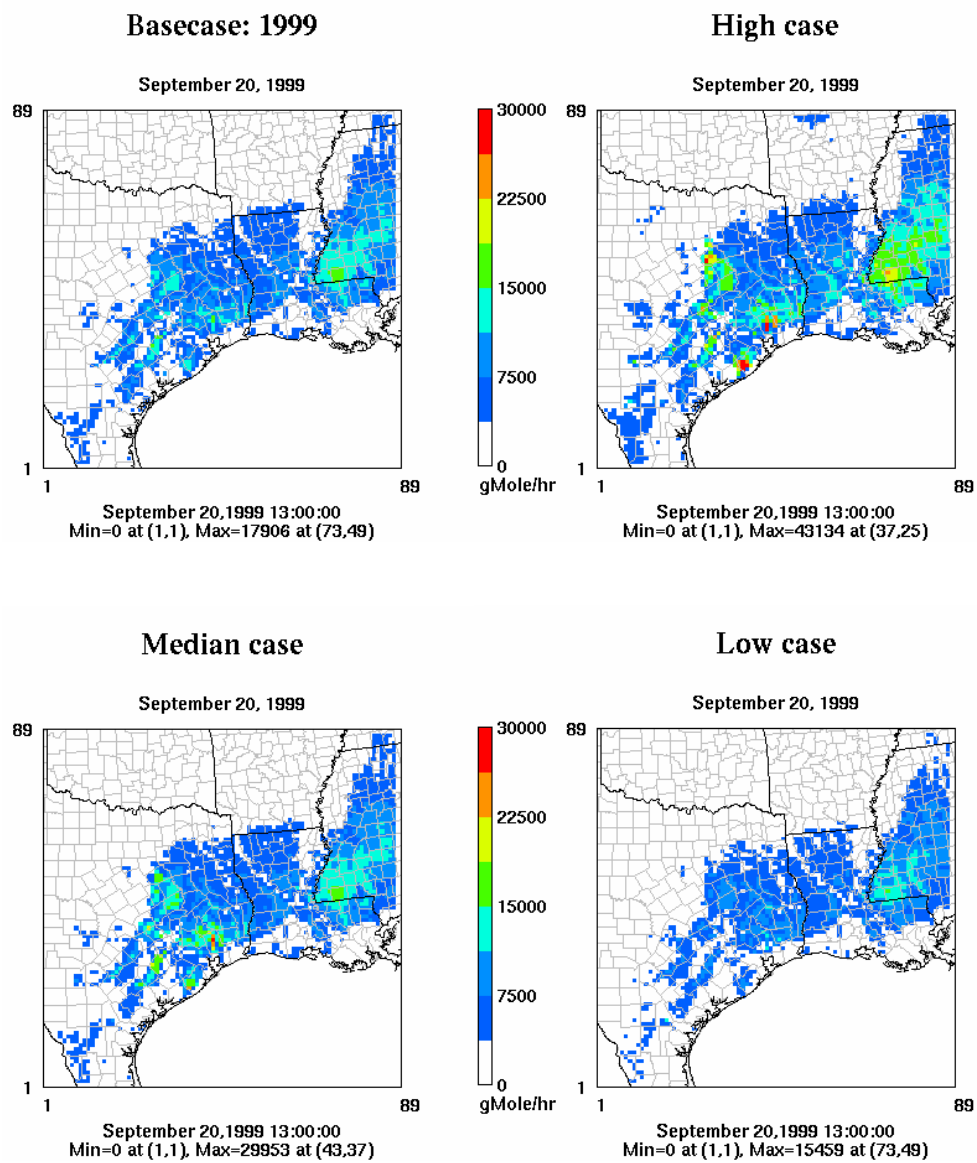 Basecase: 1999
High case
September 20, 1999
September 20, 1999
89
30000
22500
15000
7500
0
gMole/hr
89
1
1
89
1
1
89
September 20,1999 13:00:00
Min=0 at (1,1), Max=17906 at (73,49)
September 20,1999 13:00:00
Min=0 at (1,1), Max=43134 at (37,25)
Median case
Low case
September 20, 1999
September 20, 1999
89
30000
22500
15000
7500
0
gMole/hr
89
1
1
89
1
1
89
September 20,1999 13:00:00
Min=0 at (1,1), Max=29953 at (43,37)
September 20,1999 13:00:00
Min=0 at (1,1), Max=15459 at (73,49)